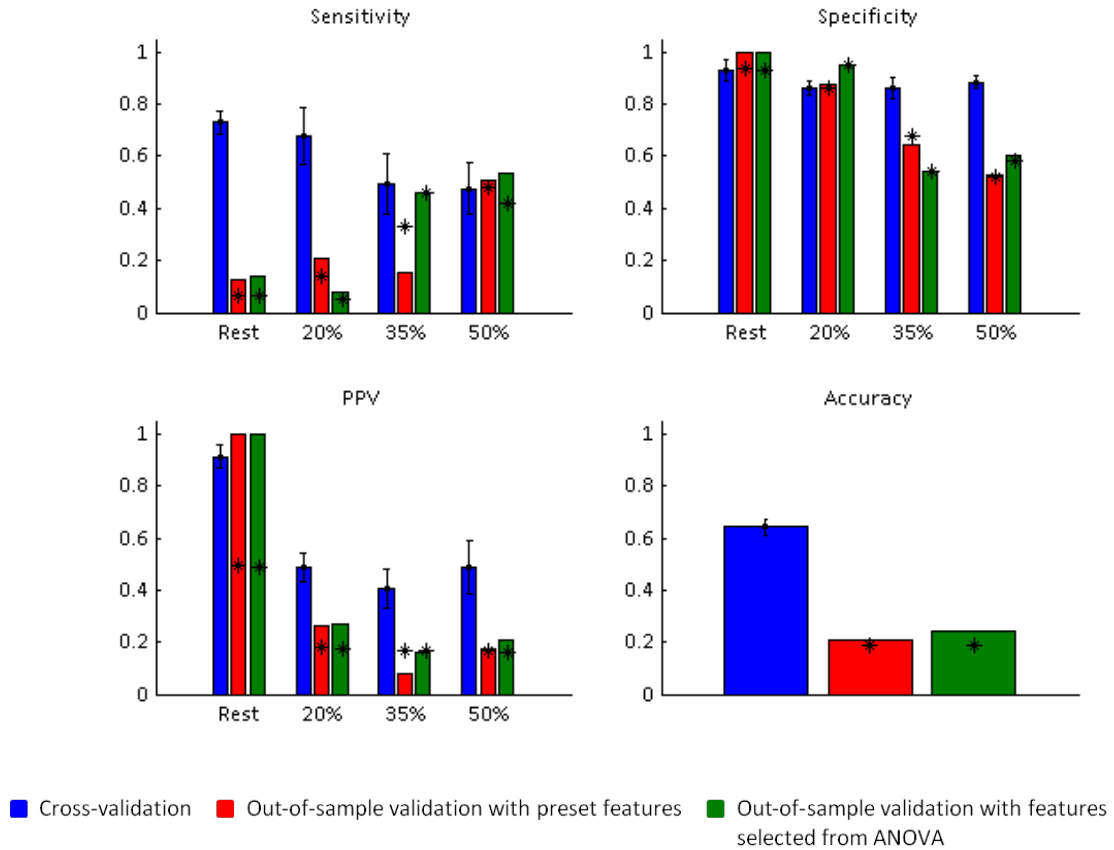 Sensitivity
1
0.8
0.6
0.4
0.2
0
Rest 20% 35% 50%
Specificity
1
0.8
0.6
0.4
0.2
0
Rest 20% 35% 50%
PPV
1
0.8
0.6
0.4
0.2
0
Rest 20% 35% 50%
Accuracy
1
0.8
0.6
0.4
0.2
0
Cross-validation
Out-of-sample validation with preset features
Out-of-sample validation with features
selected from ANOVA